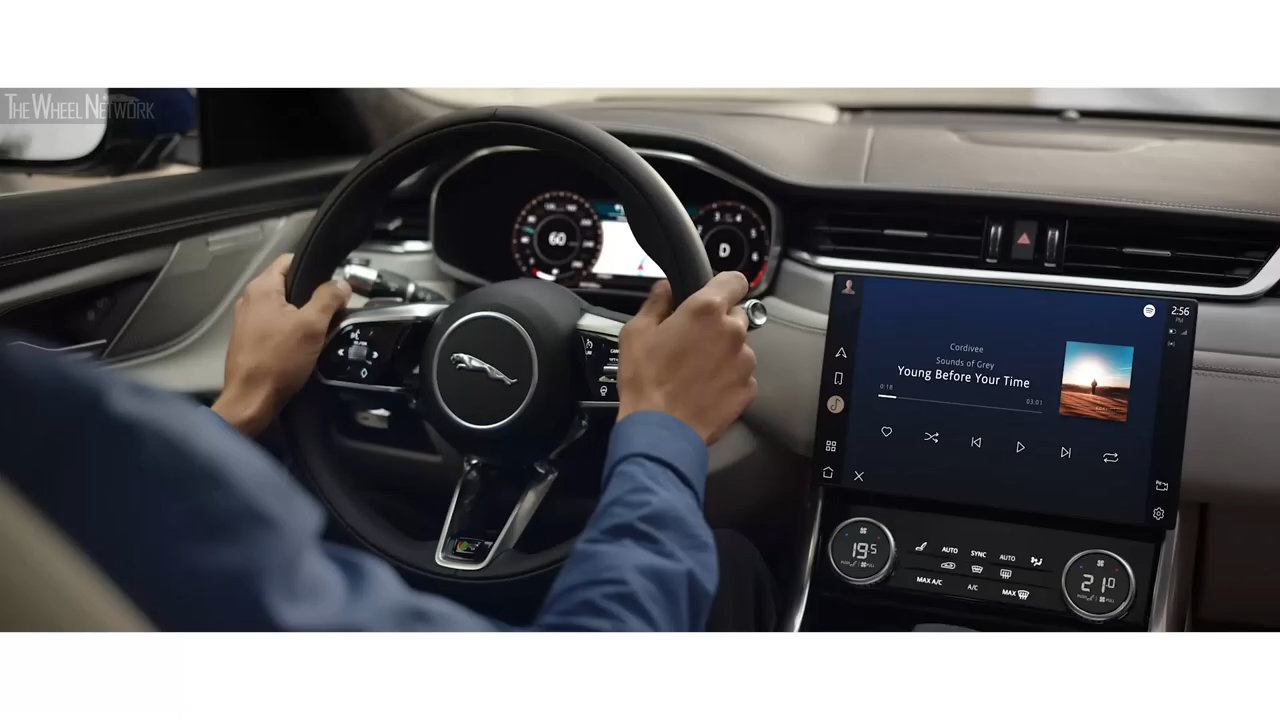 THE WHEEL NETWORK
60
D
2:56
PM
Cordivee
Sounds of Grey
Young Before Your Time
0:18
03:01
19.5
AUTO
SYNC
AUTO
MAX A/C
A/C
MAX
21.0